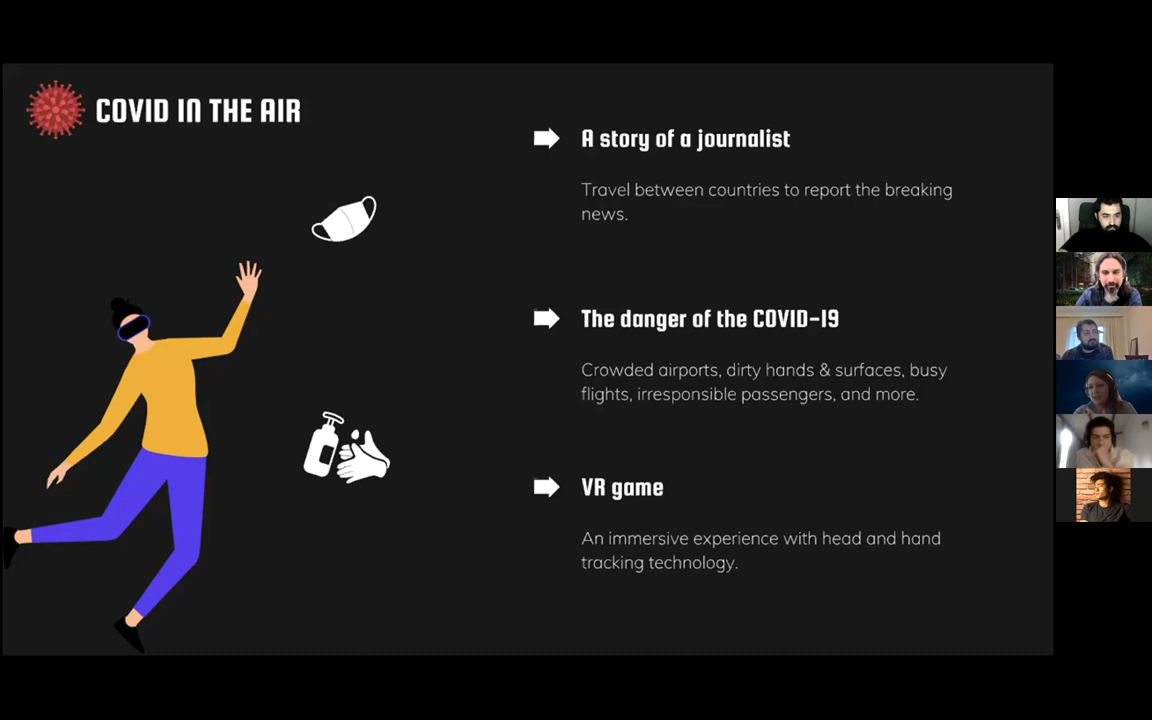 COVID IN THE AIR
A story of a journalist
Travel between countries to report the breaking
news.
The danger of the COVID-19
Crowded airports, dirty hands & surfaces, busy
flights, irresponsible passengers, and more.
VR game
An immersive experience with head and hand
tracking technology.